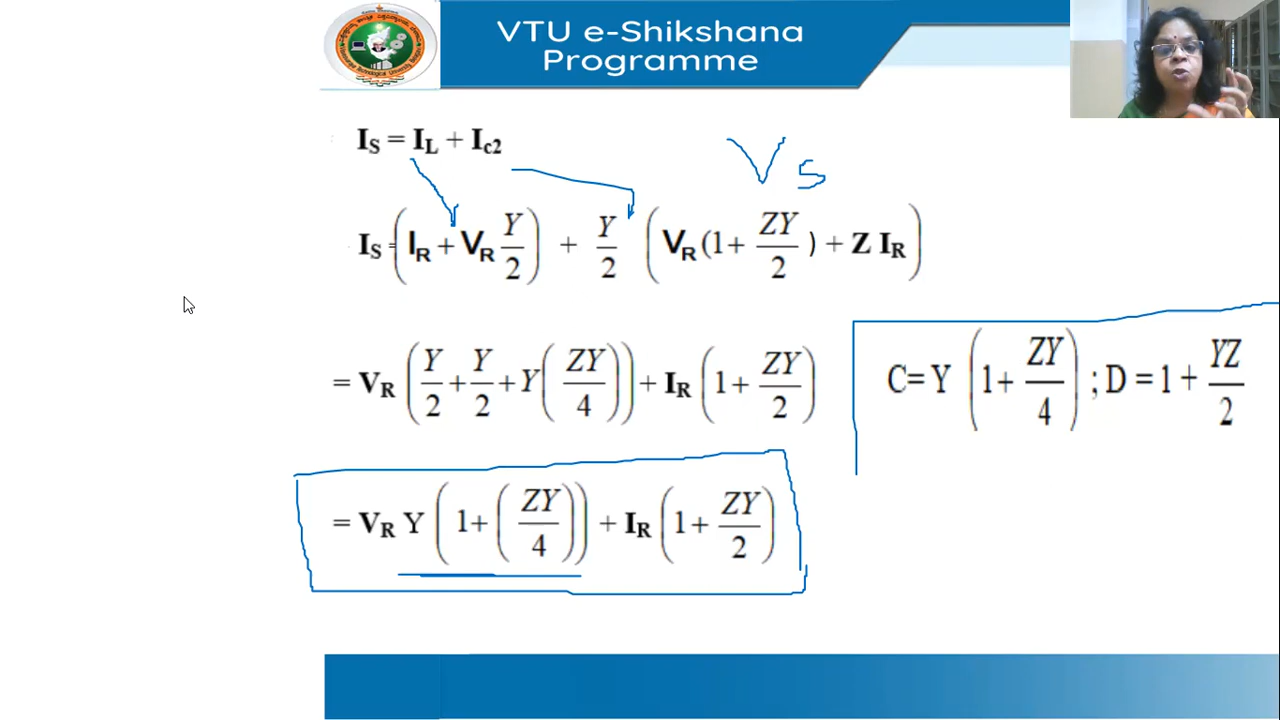 VTU e-Shikshana
Programme
I_S = I_L + I_c2
V_S
I_S = (I_R + V_R Y/2) + Y/2 (V_R (1+ ZY/2) + Z I_R)
= V_R (Y/2 + Y/2 + Y(ZY/4)) + I_R (1+ ZY/2)
C= Y (1+ ZY/4) ; D = 1 + YZ/2
= V_R Y (1+ (ZY/4)) + I_R (1+ ZY/2)